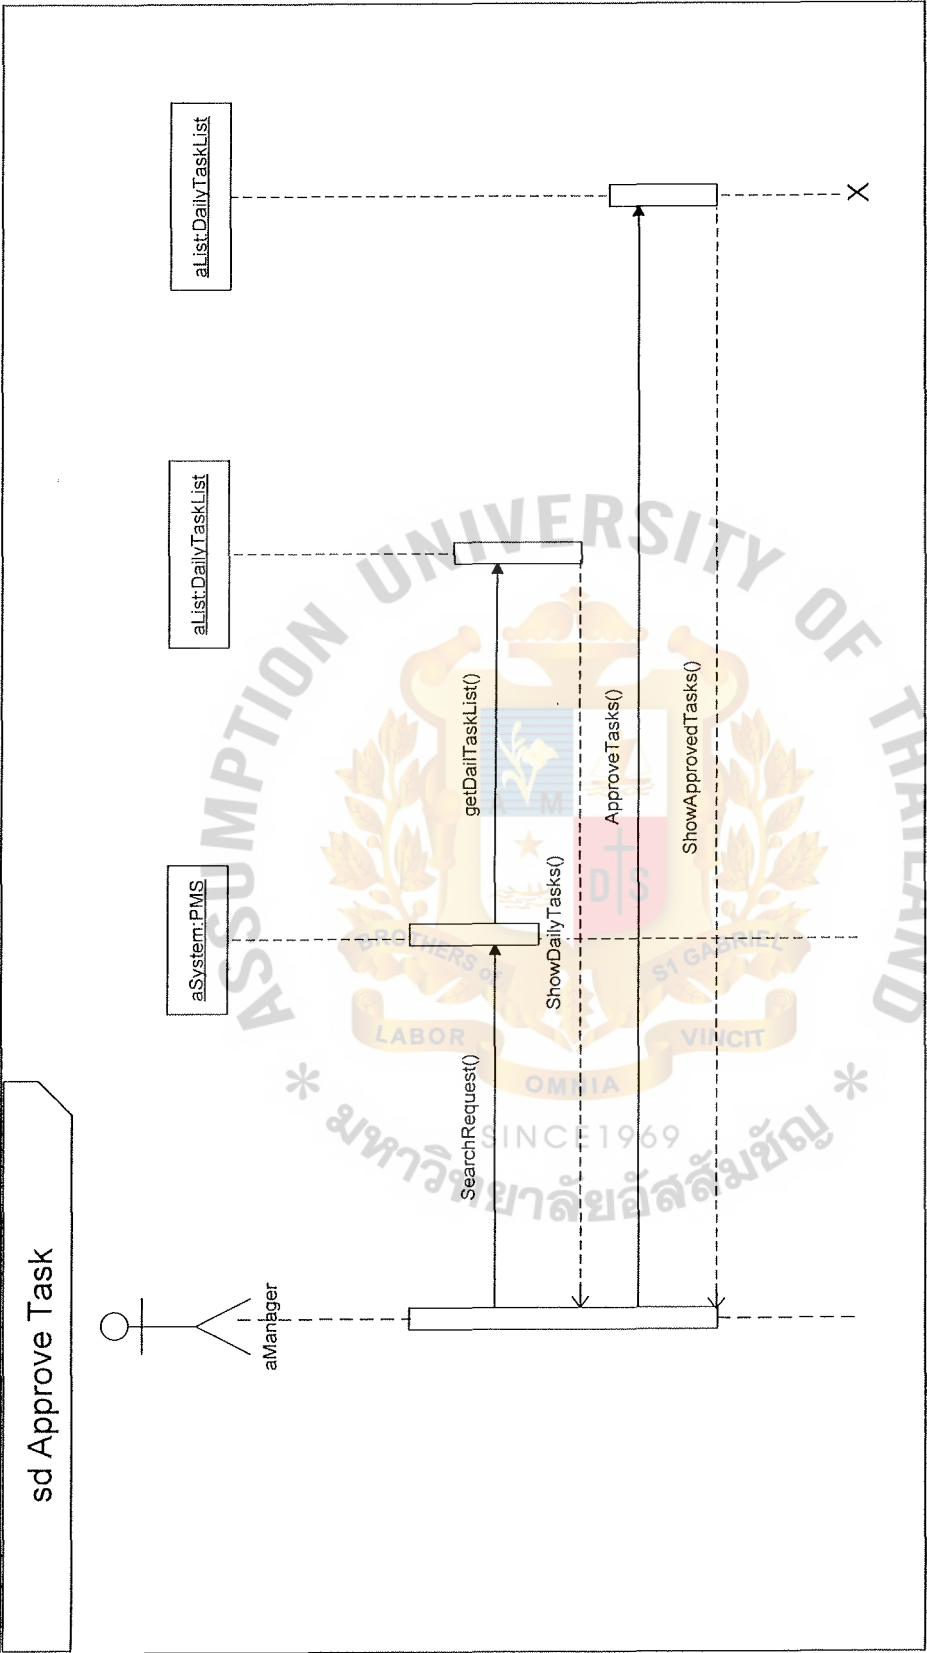 sd Approve Task
aManager
aSystem:PMS
aList:DailyTaskList
aList:DailyTaskList
SearchRequest()
getDailTaskList()
ShowDailyTasks()
ApproveTasks()
ShowApprovedTasks()
X
ASSUMPTION UNIVERSITY OF THAILAND
A M
D S
BROTHERS of
ST GABRIEL
LABOR
OMNIA
VINCIT
SINCE1969
* มหาวิทยาลัยอัสสัมชัญ *